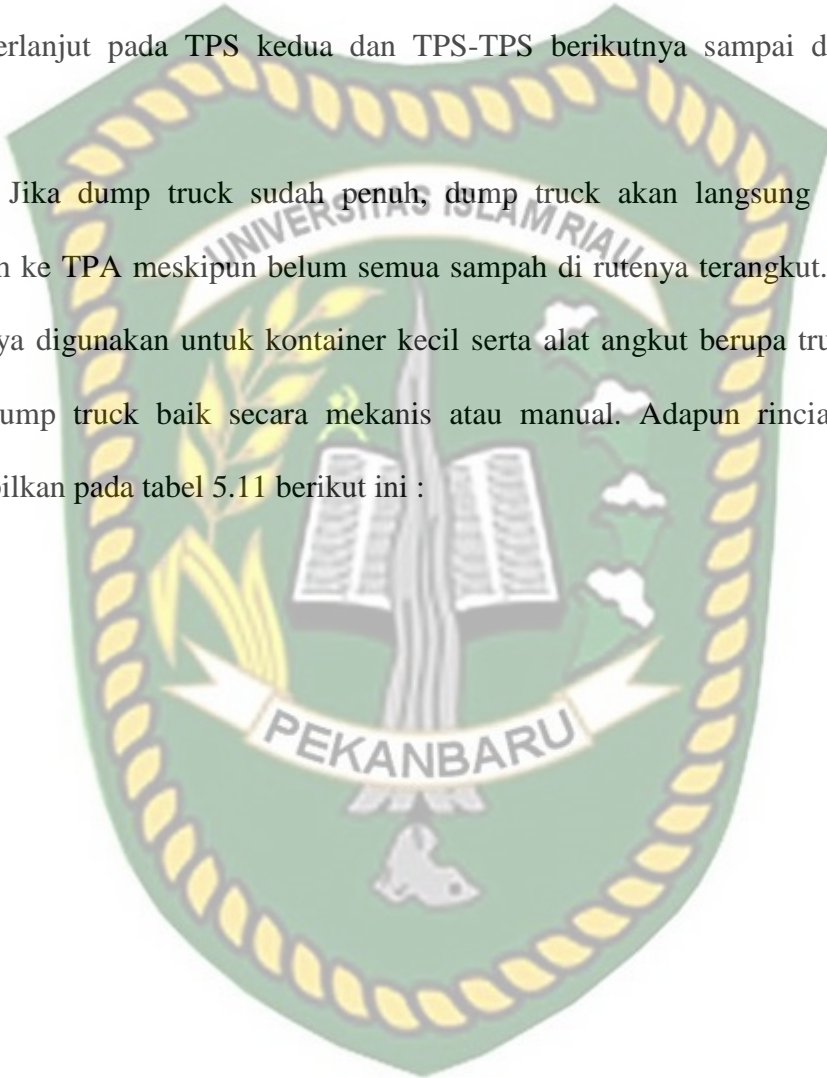 erlanjut pada TPS kedua dan TPS-TPS berikutnya sampai d
Jika dump truck sudah penuh, dump truck akan langsung
UNIVERSITAS ISLAM RIAU
n ke TPA meskipun belum semua sampah di rutenya terangkut.
ya digunakan untuk kontainer kecil serta alat angkut berupa tru
ump truck baik secara mekanis atau manual. Adapun rincia
pilkan pada tabel 5.11 berikut ini :
PEKANBARU